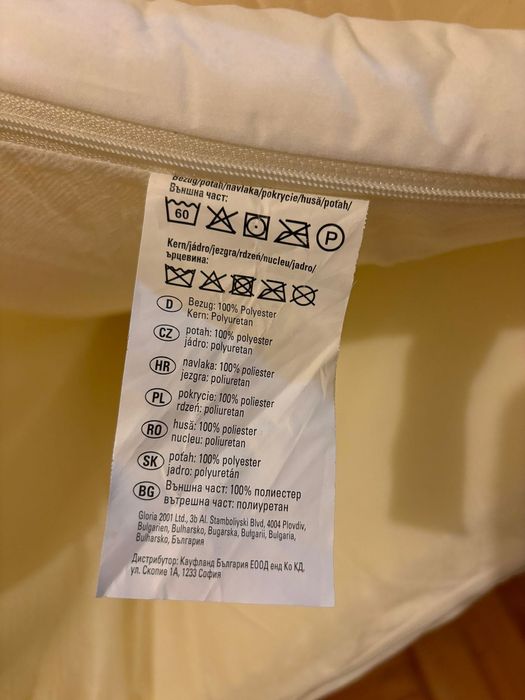 Bezug/potah/navlaka/pokrycie/husă/poťah/
Външна част:
60 P
Kern/jádro/jezgra/rdzeń/nucleu/jadro/
ърцевина:
D Bezug: 100% Polyester
Kern: Polyuretan
CZ potah: 100% polyester
jádro: polyuretan
HR navlaka: 100% poliester
jezgra: poliuretan
PL pokrycie: 100% poliester
rdzeń: poliuretan
RO husă: 100% poliester
nucleu: poliuretan
SK poťah: 100% polyester
jadro: polyuretán
BG Външна част: 100% полиестер
вътрешна част: полиуретан
Gloria 2001 Ltd., 3b Al. Stamboliyski Blvd, 4004 Plovdiv,
Bulgarien, Bulharsko, Bugarska, Bulgarii, Bulgaria,
Bulharsko, България
Дистрибутор: Кауфланд България ЕООД енд Ко КД,
ул. Скопие 1А, 1233 София